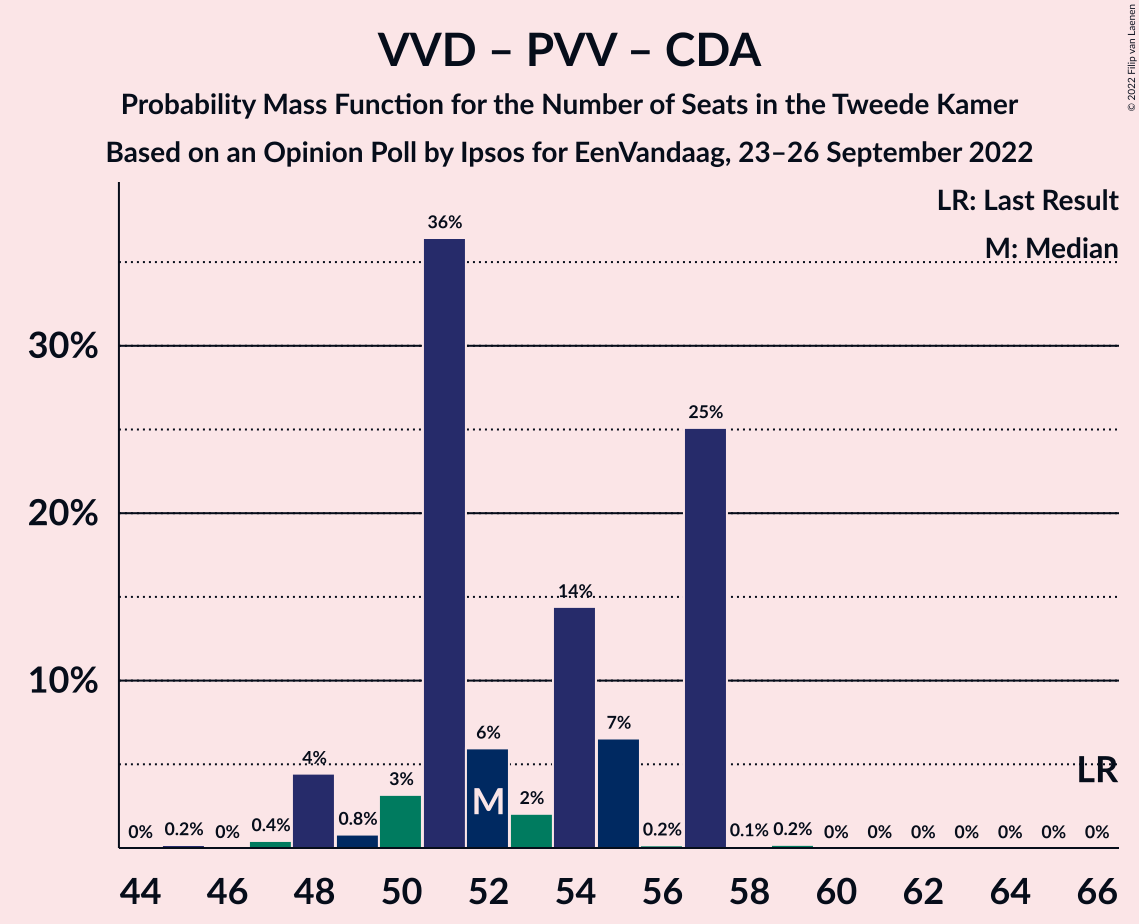 VVD – PVV – CDA
Probability Mass Function for the Number of Seats in the Tweede Kamer
Based on an Opinion Poll by Ipsos for EenVandaag, 23–26 September 2022
© 2022 Filip van Laenen
LR: Last Result
M: Median
30%
20%
10%
0%
0.2%
0%
0.4%
4%
0.8%
3%
36%
6%
2%
14%
7%
0.2%
25%
0.1%
0.2%
0%
0%
0%
0%
0%
0%
0%
M
LR
44 46 48 50 52 54 56 58 60 62 64 66